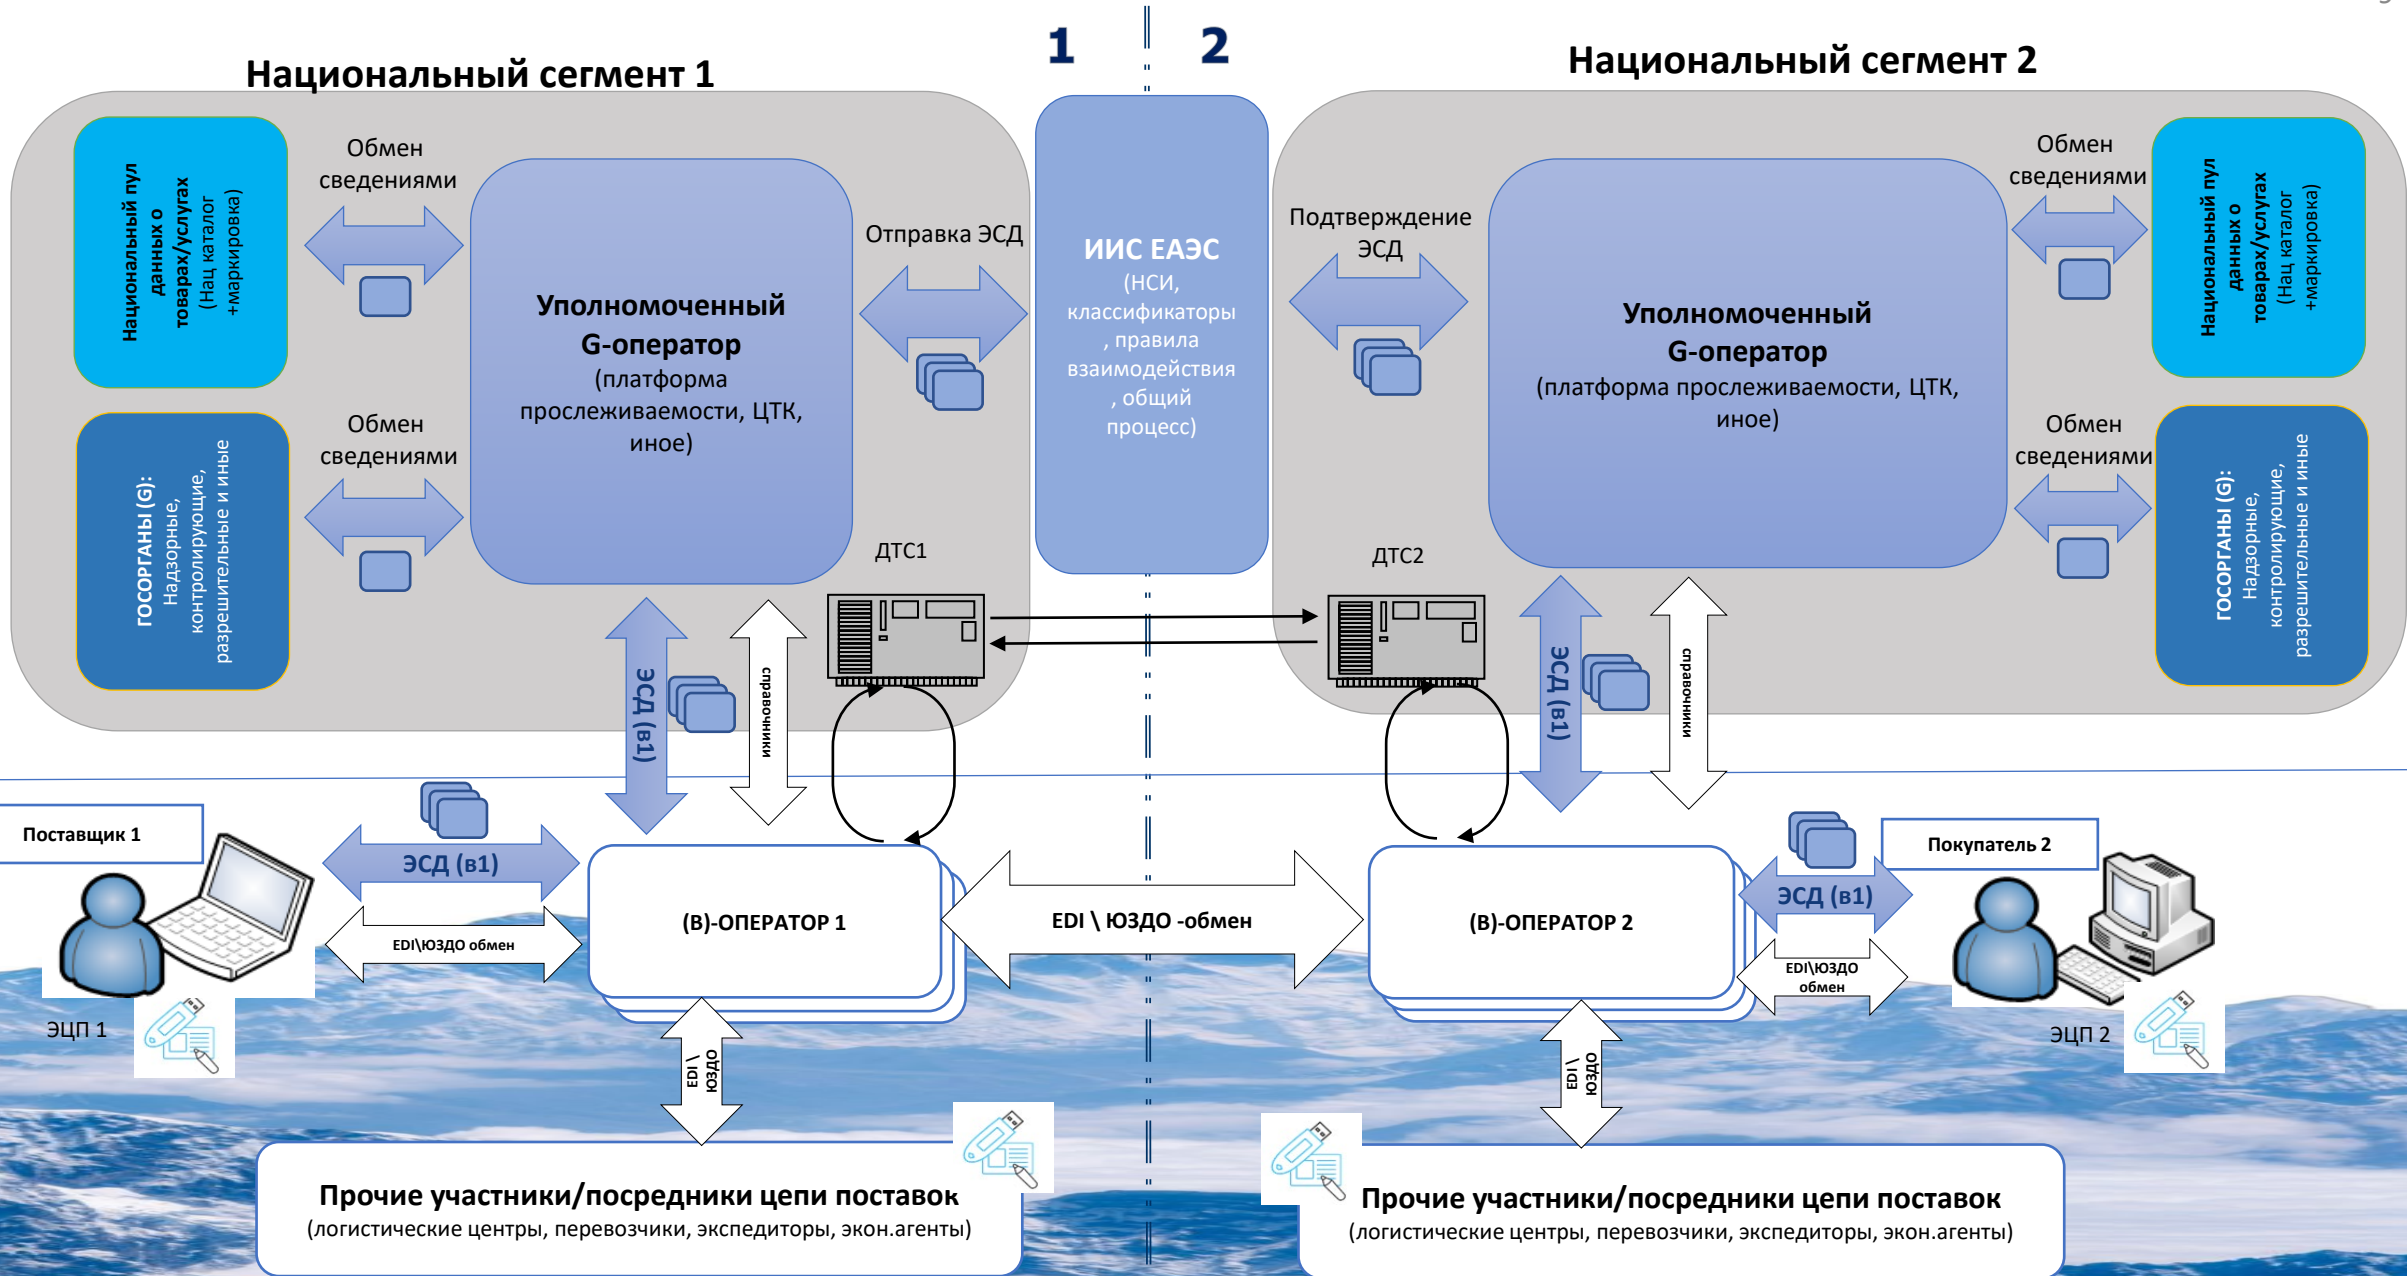 1
2
Национальный сегмент 1
Национальный сегмент 2
Национальный пул
данных о
товарах/услугах
(Нац каталог
+маркировка)
Обмен
сведениями
Уполномоченный
G-оператор
(платформа
прослеживаемости, ЦТК,
иное)
Отправка ЭСД
ИИС ЕАЭС
(НСИ,
классификаторы
, правила
взаимодействия
, общий
процесс)
Подтверждение
ЭСД
Уполномоченный
G-оператор
(платформа прослеживаемости, ЦТК,
иное)
Обмен
сведениями
Национальный пул
данных о
товарах/услугах
(Нац каталог
+маркировка)
ГОСОРГАНЫ (G):
Надзорные,
контролирующие,
разрешительные и иные
Обмен
сведениями
ДТС1
ДТС2
Обмен
сведениями
ГОСОРГАНЫ (G):
Надзорные,
контролирующие,
разрешительные и иные
ЭСД (в1)
справочники
ЭСД (в1)
справочники
Поставщик 1
ЭСД (в1)
EDI\ЮЗДО обмен
(В)-ОПЕРАТОР 1
EDI \ ЮЗДО -обмен
(В)-ОПЕРАТОР 2
ЭСД (в1)
EDI\ЮЗДО
обмен
Покупатель 2
ЭЦП 1
ЭЦП 2
EDI \
ЮЗДО
EDI \
ЮЗДО
Прочие участники/посредники цепи поставок
(логистические центры, перевозчики, экспедиторы, экон.агенты)
Прочие участники/посредники цепи поставок
(логистические центры, перевозчики, экспедиторы, экон.агенты)